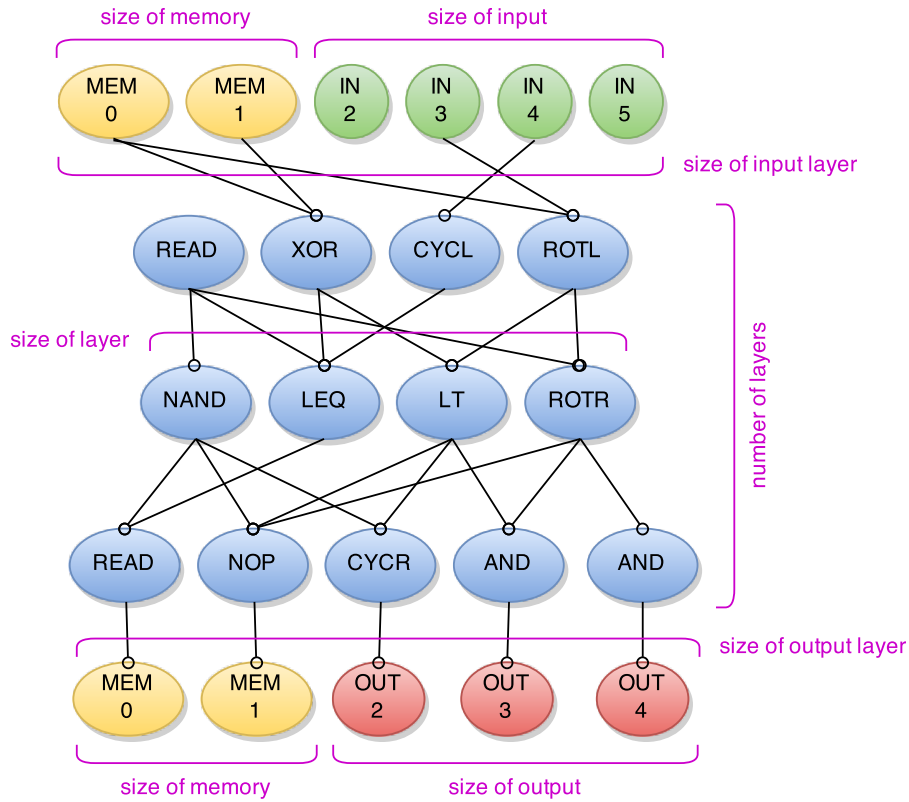 size of memory
size of input
MEM
0
MEM
1
IN
2
IN
3
IN
4
IN
5
size of input layer
READ
XOR
CYCL
ROTL
size of layer
number of layers
NAND
LEQ
LT
ROTR
READ
NOP
CYCR
AND
AND
size of output layer
MEM
0
MEM
1
OUT
2
OUT
3
OUT
4
size of memory
size of output